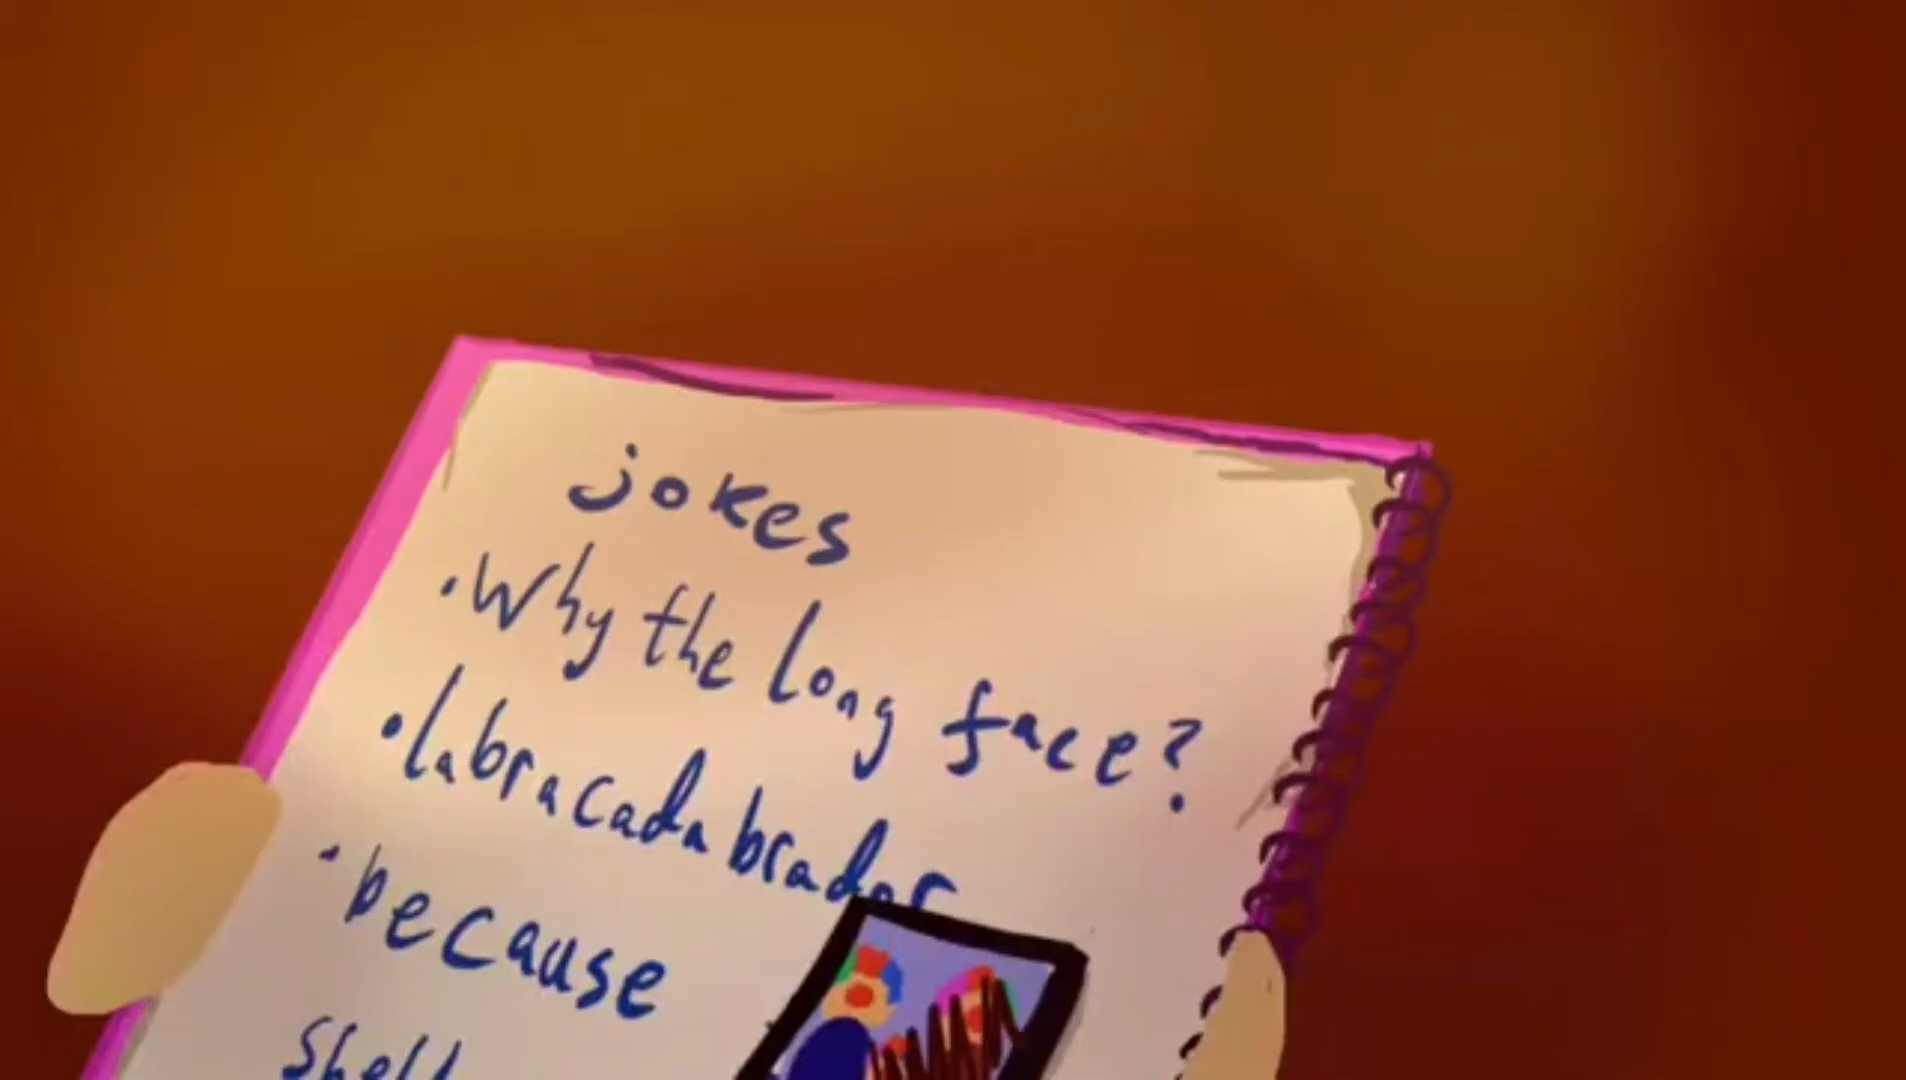 jokes
• Why the long face?
• labracadabrador
• because